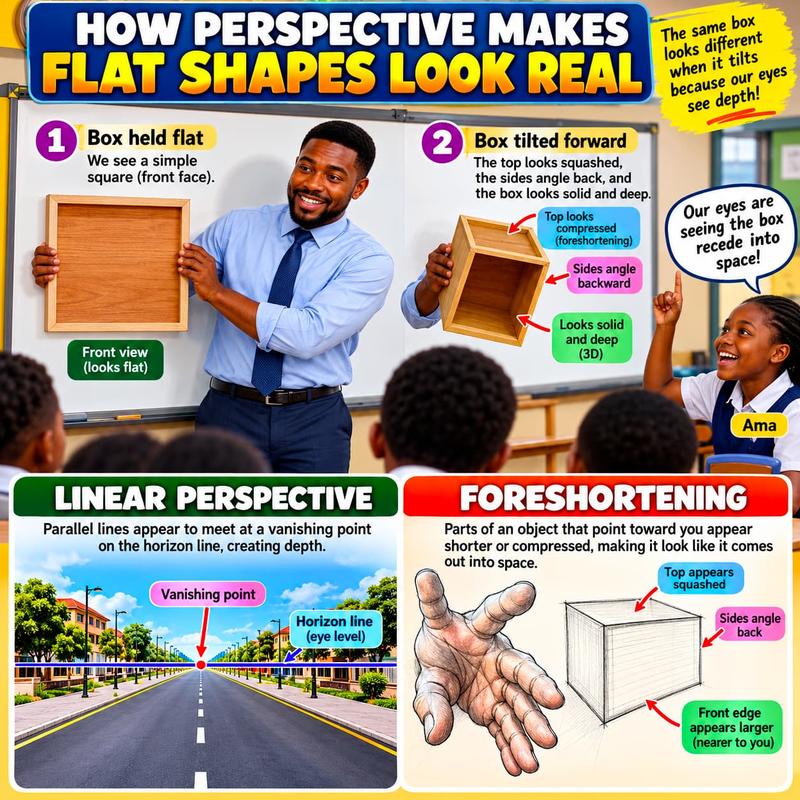 HOW PERSPECTIVE MAKES
FLAT SHAPES LOOK REAL
The same box
looks different
when it tilts
because our eyes
see depth!
1 Box held flat
We see a simple
square (front face).
Front view
(looks flat)
2 Box tilted forward
The top looks squashed,
the sides angle back, and
the box looks solid and deep.
Top looks
compressed
(foreshortening)
Sides angle
backward
Looks solid
and deep
(3D)
Our eyes are
seeing the box
recede into
space!
Ama
LINEAR PERSPECTIVE
Parallel lines appear to meet at a vanishing point
on the horizon line, creating depth.
Vanishing point
Horizon line
(eye level)
FORESHORTENING
Parts of an object that point toward you appear
shorter or compressed, making it look like it comes
out into space.
Top appears
squashed
Sides angle
back
Front edge
appears larger
(nearer to you)